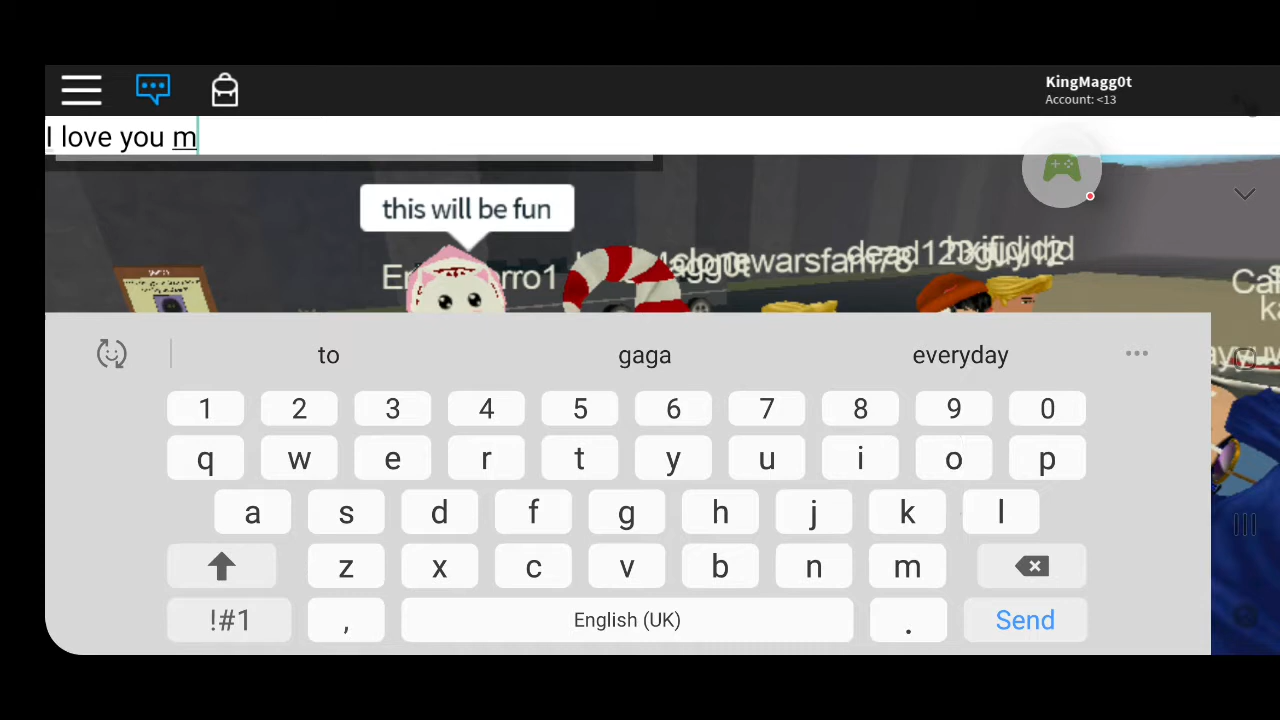 KingMagg0t
Account: <13
I love you m
this will be fun
to gaga everyday
1 2 3 4 5 6 7 8 9 0
q w e r t y u i o p
a s d f g h j k l
z x c v b n m
!#1 , English (UK) . Send